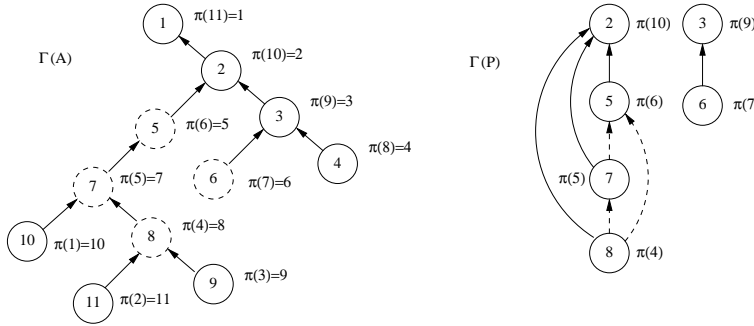 1 π(11)=1
Γ(A)
2 π(10)=2
5 π(6)=5
3 π(9)=3
7 π(5)=7
6 π(7)=6
4 π(8)=4
10 π(1)=10
8 π(4)=8
11 π(2)=11
9 π(3)=9
Γ(P)
2 π(10)
3 π(9)
5 π(6)
6 π(7
π(5) 7
8 π(4)